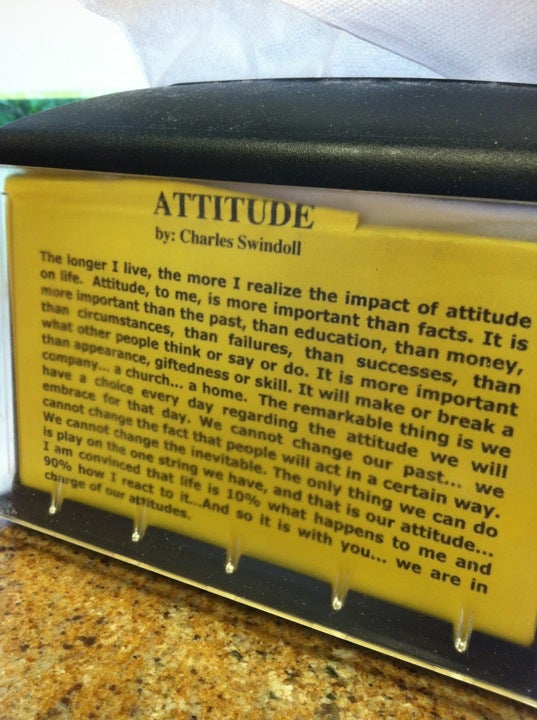 ATTITUDE
by: Charles Swindoll
The longer I live, the more I realize the impact of attitude
on life. Attitude, to me, is more important than facts. It is
more important than the past, than education, than money,
than circumstances, than failures, than successes, than
what other people think or say or do. It is more important
than appearance, giftedness or skill. It will make or break a
company... a church... a home. The remarkable thing is we
have a choice every day regarding the attitude we will
embrace for that day. We cannot change our past... we
cannot change the fact that people will act in a certain way.
We cannot change the inevitable. The only thing we can do
is play on the one string we have, and that is our attitude...
I am convinced that life is 10% what happens to me and
90% how I react to it...And so it is with you... we are in
charge of our attitudes.